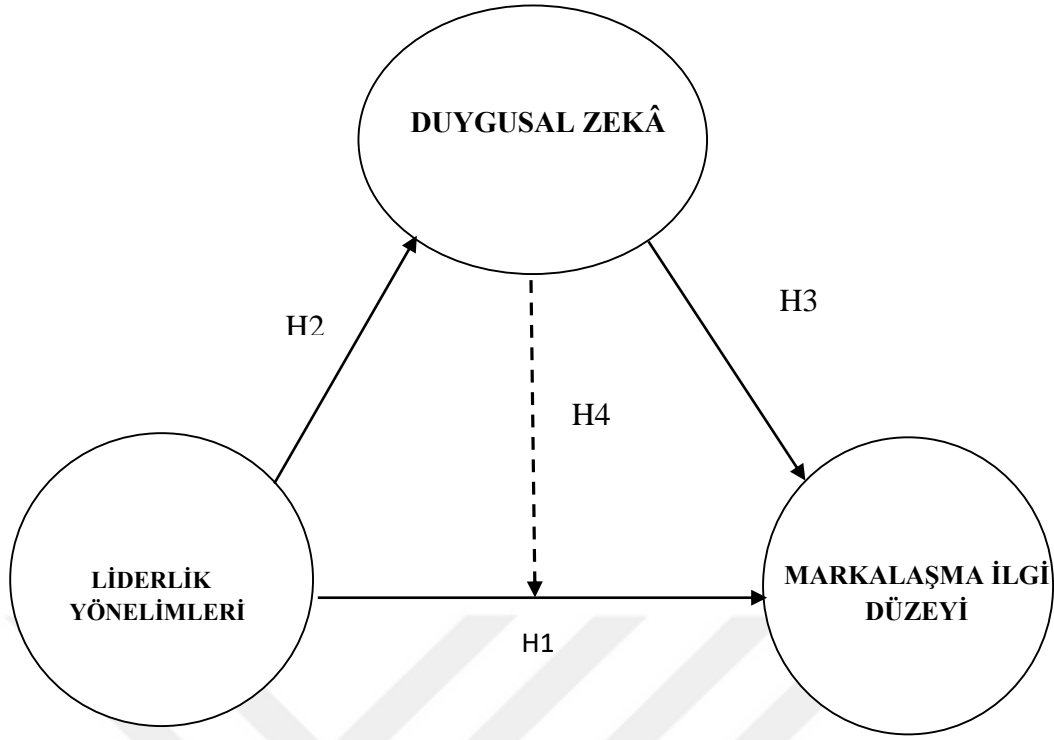 DUYGUSAL ZEKÂ
H2
H3
H4
LİDERLİK
YÖNELİMLERİ
MARKALAŞMA İLGİ
DÜZEYİ
H1